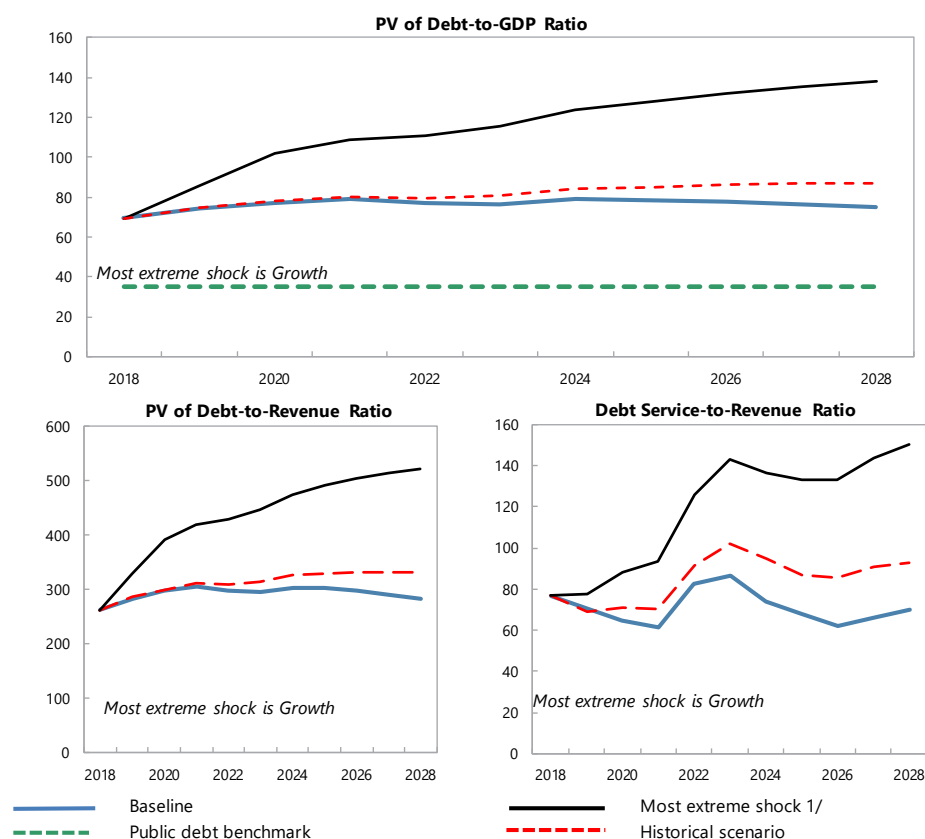 PV of Debt-to-GDP Ratio
160
140
120
100
80
60
40
20
0
Most extreme shock is Growth
2018 2020 2022 2024 2026 2028
PV of Debt-to-Revenue Ratio
600
500
400
300
200
100
0
Most extreme shock is Growth
2018 2020 2022 2024 2026 2028
Debt Service-to-Revenue Ratio
160
140
120
100
80
60
40
20
0
Most extreme shock is Growth
2018 2020 2022 2024 2026 2028
Baseline
Public debt benchmark
Most extreme shock 1/
Historical scenario